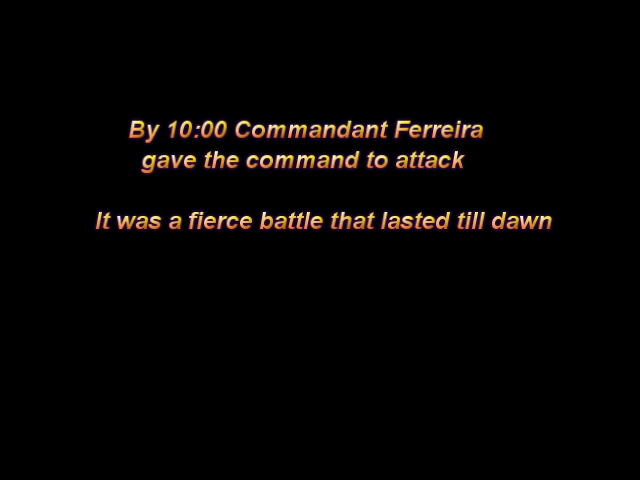 By 10:00 Commandant Ferreira
gave the command to attack
It was a fierce battle that lasted till dawn